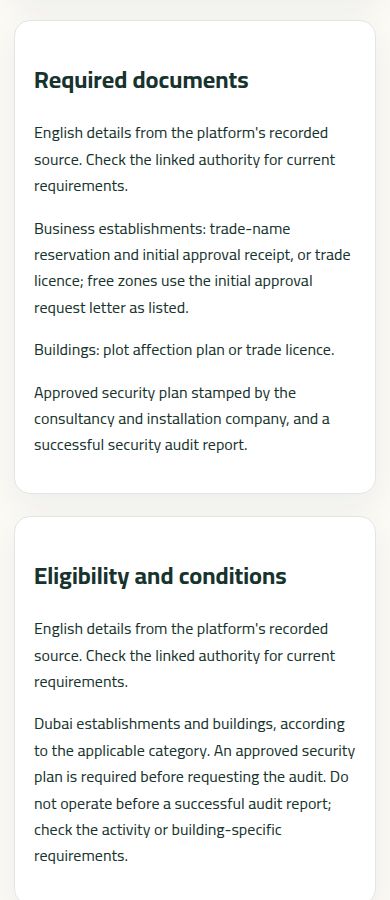 Required documents
English details from the platform's recorded
source. Check the linked authority for current
requirements.
Business establishments: trade-name
reservation and initial approval receipt, or trade
licence; free zones use the initial approval
request letter as listed.
Buildings: plot affection plan or trade licence.
Approved security plan stamped by the
consultancy and installation company, and a
successful security audit report.
Eligibility and conditions
English details from the platform's recorded
source. Check the linked authority for current
requirements.
Dubai establishments and buildings, according
to the applicable category. An approved security
plan is required before requesting the audit. Do
not operate before a successful audit report;
check the activity or building-specific
requirements.